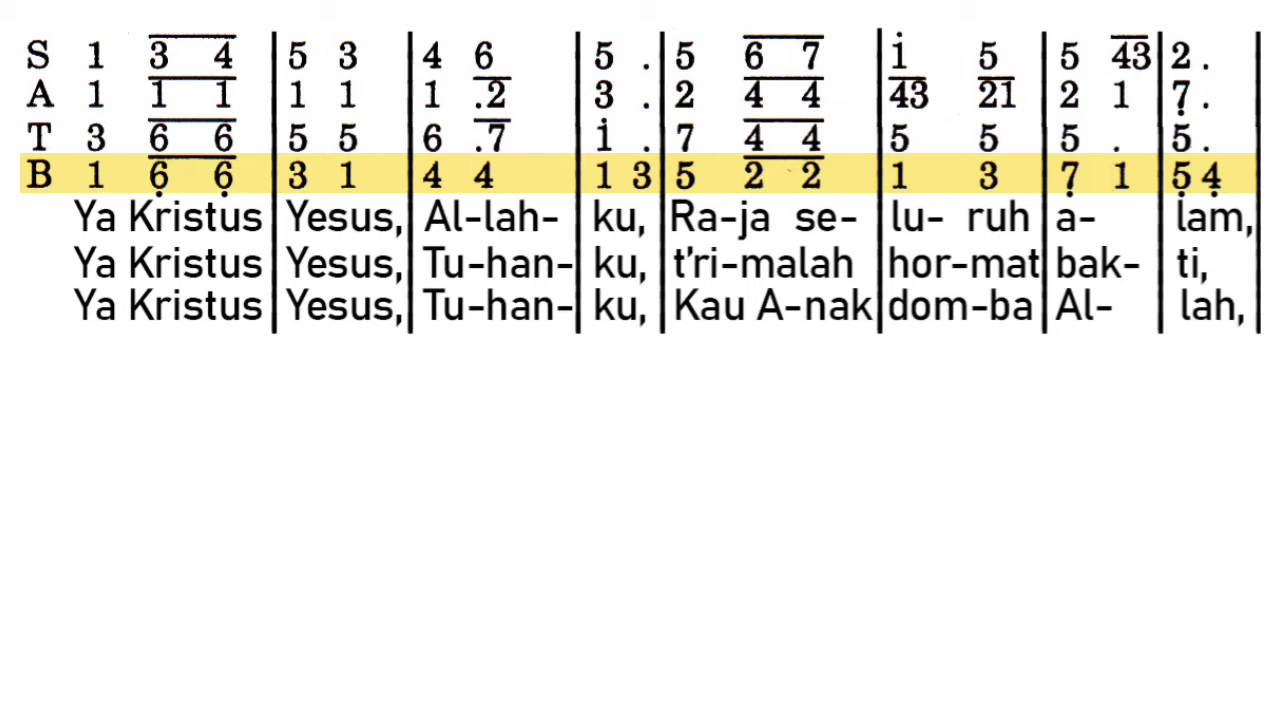 S 1 3 4 | 5 3 | 4 6 | 5 . | 5 6 7 | i̇ 5 | 5 43 | 2 . |
A 1 1 1 | 1 1 | 1 .2 | 3 . | 2 4 4 | 43 21 | 2 1 | 7̣ . |
T 3 6 6 | 5 5 | 6 .7 | i̇ . | 7 4 4 | 5 5 | 5 . | 5 . |
B 1 6̣ 6̣ | 3 1 | 4 4 | 1 3 | 5 2 2 | 1 3 | 7̣ 1 | 5̣ 4̣ |
Ya Kristus | Yesus, | Al-lah- | ku, | Ra-ja se- | lu- ruh | a- | lam, |
Ya Kristus | Yesus, | Tu-han- | ku, | t'ri-malah | hor-mat | bak- | ti, |
Ya Kristus | Yesus, | Tu-han- | ku, | Kau A-nak | dom-ba | Al- | lah, |